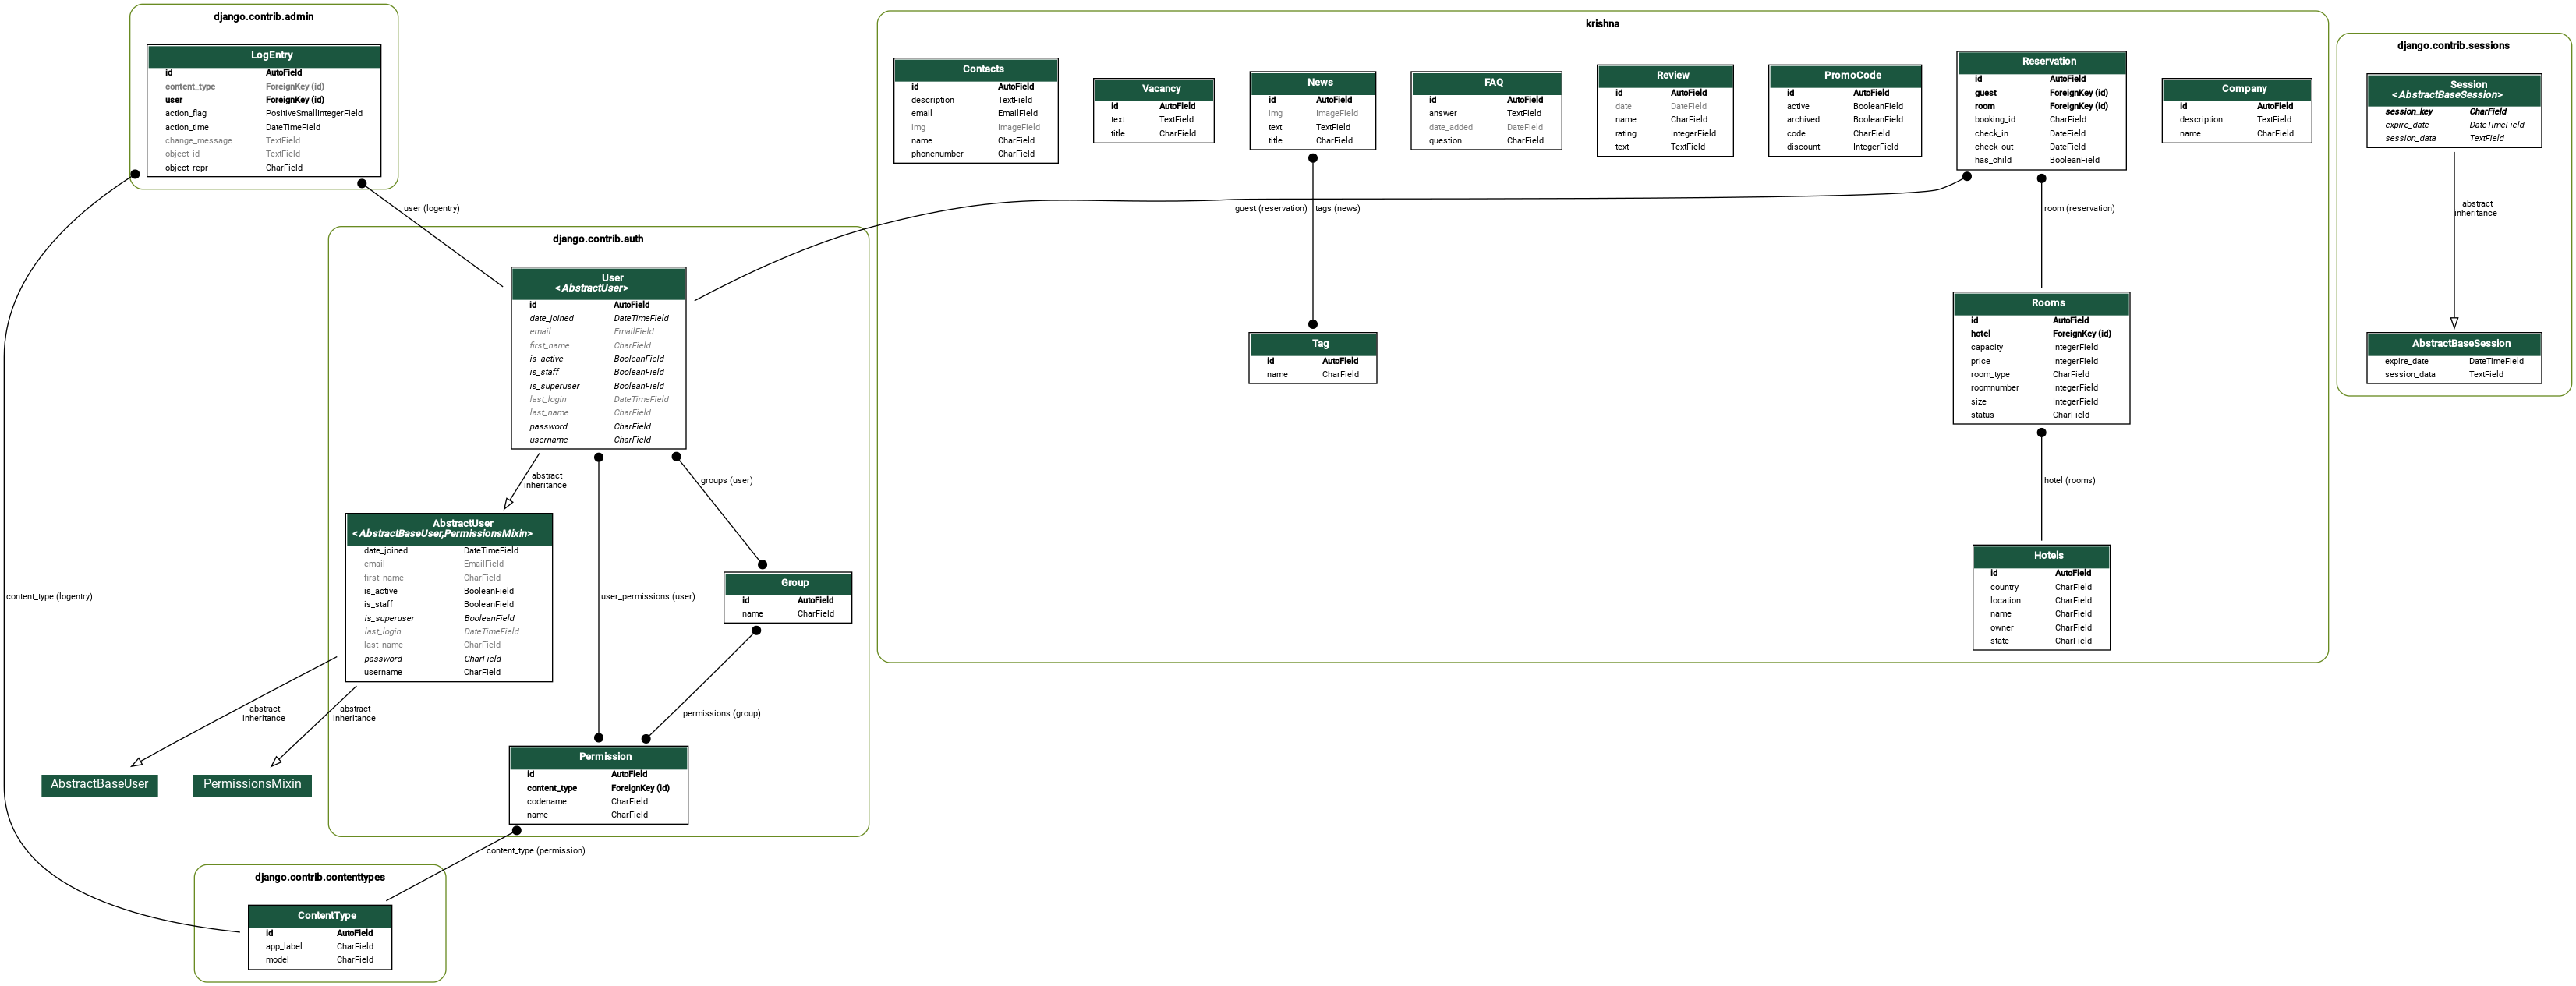 django.contrib.admin
LogEntry
id AutoField
content_type ForeignKey (id)
user ForeignKey (id)
action_flag PositiveSmallIntegerField
action_time DateTimeField
change_message TextField
object_id TextField
object_repr CharField
krishna
Contacts
id AutoField
description TextField
email EmailField
img ImageField
name CharField
phonenumber CharField
Vacancy
id AutoField
text TextField
title CharField
News
id AutoField
img ImageField
text TextField
title CharField
FAQ
id AutoField
answer TextField
date_added DateField
question CharField
Review
id AutoField
date DateField
name CharField
rating IntegerField
text TextField
PromoCode
id AutoField
active BooleanField
archived BooleanField
code CharField
discount IntegerField
Reservation
id AutoField
guest ForeignKey (id)
room ForeignKey (id)
booking_id CharField
check_in DateField
check_out DateField
has_child BooleanField
Company
id AutoField
description TextField
name CharField
django.contrib.sessions
Session
<AbstractBaseSession>
session_key CharField
expire_date DateTimeField
session_data TextField
user (logentry)
guest (reservation)
tags (news)
room (reservation)
abstract
inheritance
django.contrib.auth
User
<AbstractUser>
id AutoField
date_joined DateTimeField
email EmailField
first_name CharField
is_active BooleanField
is_staff BooleanField
is_superuser BooleanField
last_login DateTimeField
last_name CharField
password CharField
username CharField
Tag
id AutoField
name CharField
Rooms
id AutoField
hotel ForeignKey (id)
capacity IntegerField
price IntegerField
room_type CharField
roomnumber IntegerField
size IntegerField
status CharField
AbstractBaseSession
expire_date DateTimeField
session_data TextField
abstract
inheritance
groups (user)
hotel (rooms)
AbstractUser
<AbstractBaseUser,PermissionsMixin>
date_joined DateTimeField
email EmailField
first_name CharField
is_active BooleanField
is_staff BooleanField
is_superuser BooleanField
last_login DateTimeField
last_name CharField
password CharField
username CharField
content_type (logentry)
user_permissions (user)
Group
id AutoField
name CharField
Hotels
id AutoField
country CharField
location CharField
name CharField
owner CharField
state CharField
abstract
inheritance
abstract
inheritance
permissions (group)
AbstractBaseUser
PermissionsMixin
Permission
id AutoField
content_type ForeignKey (id)
codename CharField
name CharField
content_type (permission)
django.contrib.contenttypes
ContentType
id AutoField
app_label CharField
model CharField